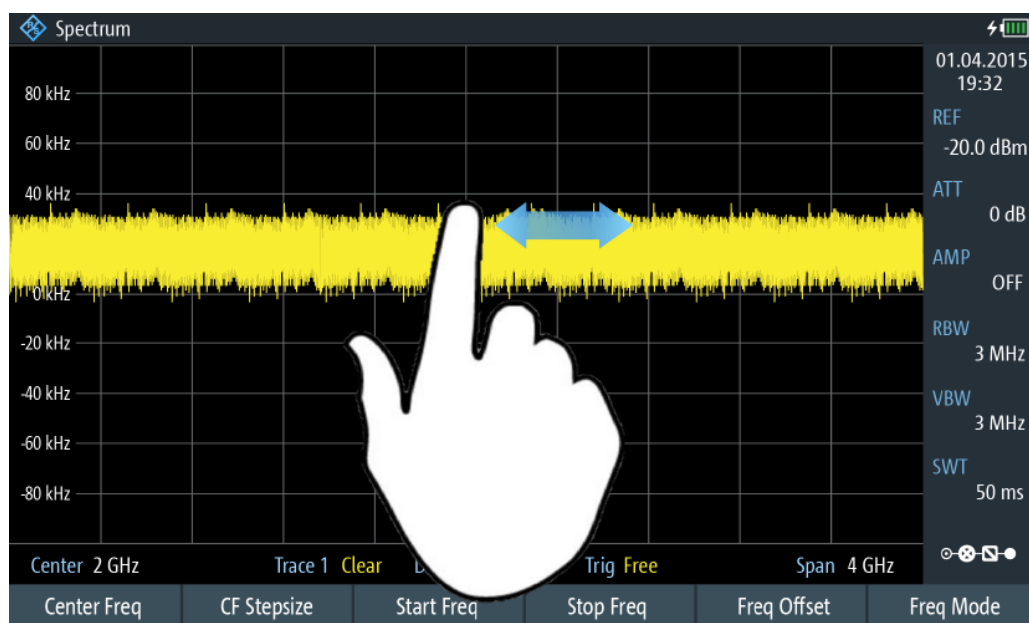 Spectrum
01.04.2015
19:32
80 kHz
60 kHz
40 kHz
0kHz
-20 kHz
-40 kHz
-60 kHz
-80 kHz
REF
-20.0 dBm
ATT
0 dB
AMP
OFF
RBW
3 MHz
VBW
3 MHz
SWT
50 ms
Center 2 GHz Trace 1 Clear Trig Free Span 4 GHz
Center Freq CF Stepsize Start Freq Stop Freq Freq Offset Freq Mode